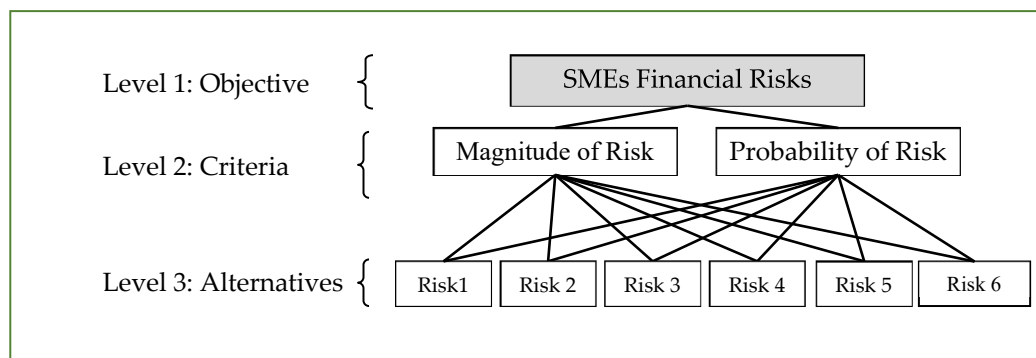 Level 1: Objective
SMEs Financial Risks
Level 2: Criteria
Magnitude of Risk
Probability of Risk
Level 3: Alternatives
Risk1
Risk 2
Risk 3
Risk 4
Risk 5
Risk 6